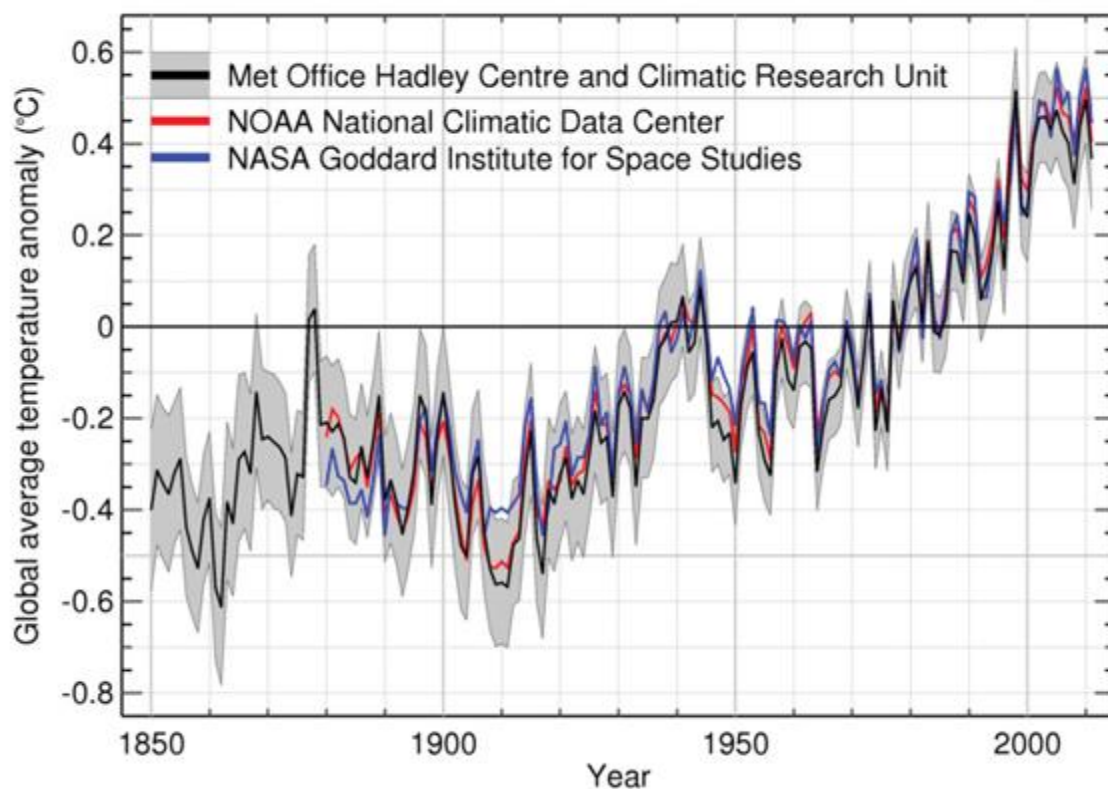 Global average temperature anomaly (°C)
0.6
0.4
0.2
0
-0.2
-0.4
-0.6
-0.8
Met Office Hadley Centre and Climatic Research Unit
NOAA National Climatic Data Center
NASA Goddard Institute for Space Studies
1850
1900
1950
2000
Year